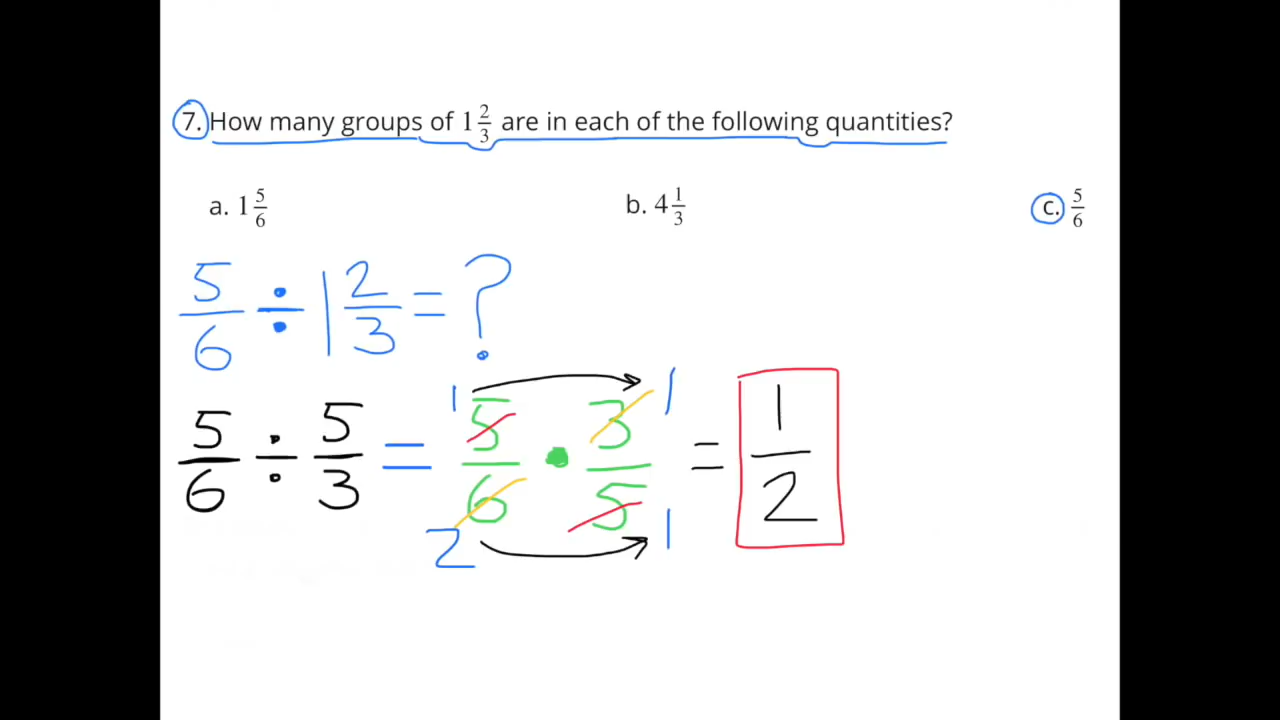 7. How many groups of 1 2/3 are in each of the following quantities?
a. 1 5/6 b. 4 1/3 c. 5/6
5/6 ÷ 1 2/3 = ?
1 1
5/6 ÷ 5/3 = 5/6 · 3/5 = 1/2
2 1